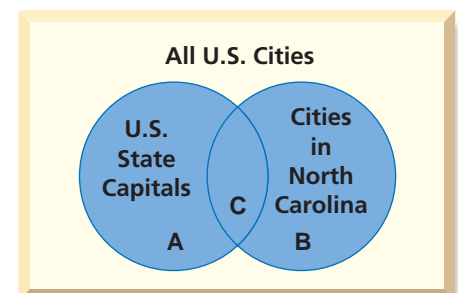 All U.S. Cities
U.S.
State
Capitals
A
C
Cities
in
North
Carolina
B